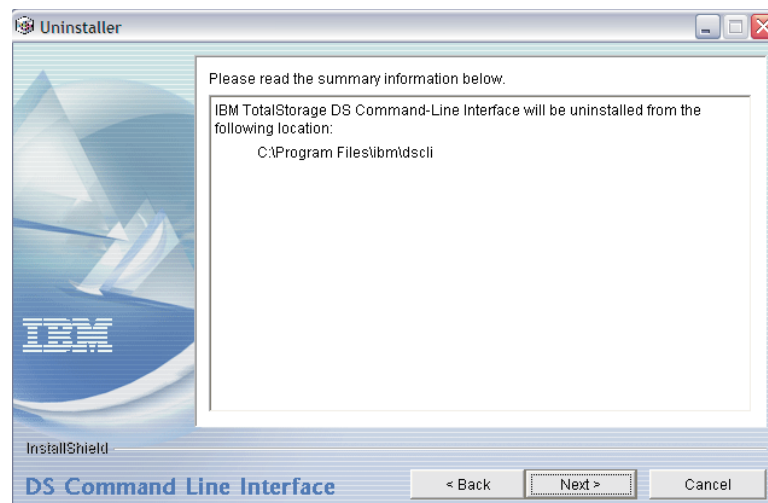 Uninstaller
Please read the summary information below.
IBM TotalStorage DS Command-Line Interface will be uninstalled from the
following location:
C:\Program Files\ibm\dscli
IBM
InstallShield
DS Command Line Interface
< Back
Next >
Cancel